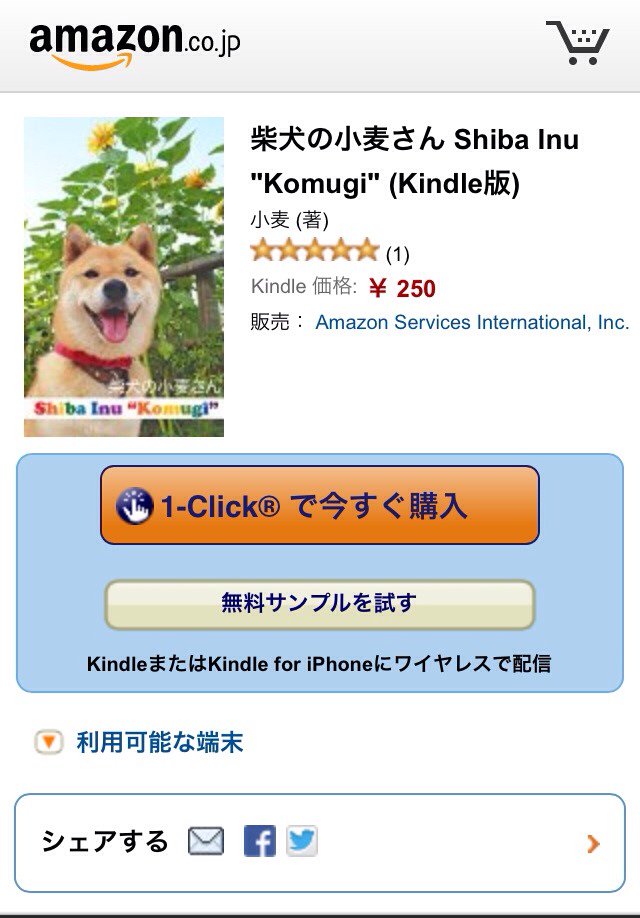 amazon.co.jp
柴犬の小麦さん Shiba Inu
"Komugi" (Kindle版)
小麦 (著)
(1)
Kindle 価格: ￥ 250
販売： Amazon Services International, Inc.
柴犬の小麦さん
Shiba Inu “Komugi”
1-Click® で今すぐ購入
無料サンプルを試す
KindleまたはKindle for iPhoneにワイヤレスで配信
利用可能な端末
シェアする